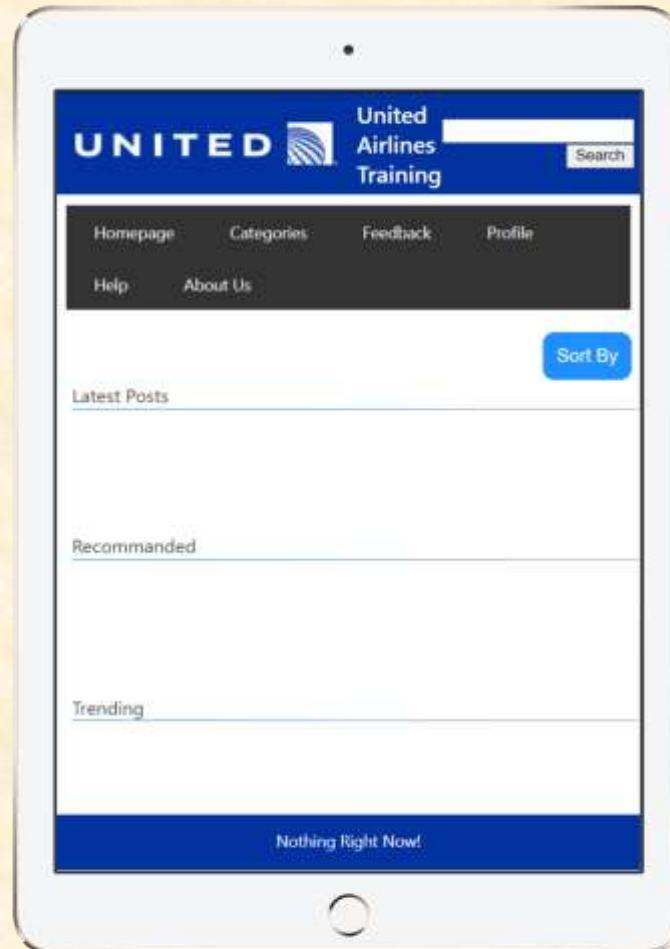 UNITED
United
Airlines
Training
Search
Homepage Categories Feedback Profile
Help About Us
Sort By
Latest Posts
Recommanded
Trending
Nothing Right Now!